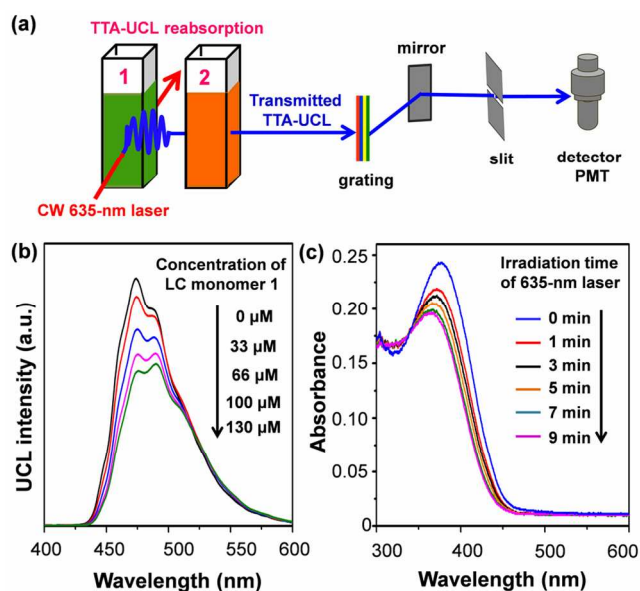 (a)
TTA-UCL reabsorption
1
2
mirror
Transmitted
TTA-UCL
grating
slit
detector
PMT
CW 635-nm laser
(b)
Concentration of
LC monomer 1
0 µM
33 µM
66 µM
100 µM
130 µM
UCL intensity (a.u.)
400 450 500 550 600
Wavelength (nm)
(c)
Irradiation time
of 635-nm laser
0 min
1 min
3 min
5 min
7 min
9 min
Absorbance
0.25
0.20
0.15
0.10
0.05
0.00
300 400 500 600
Wavelength (nm)